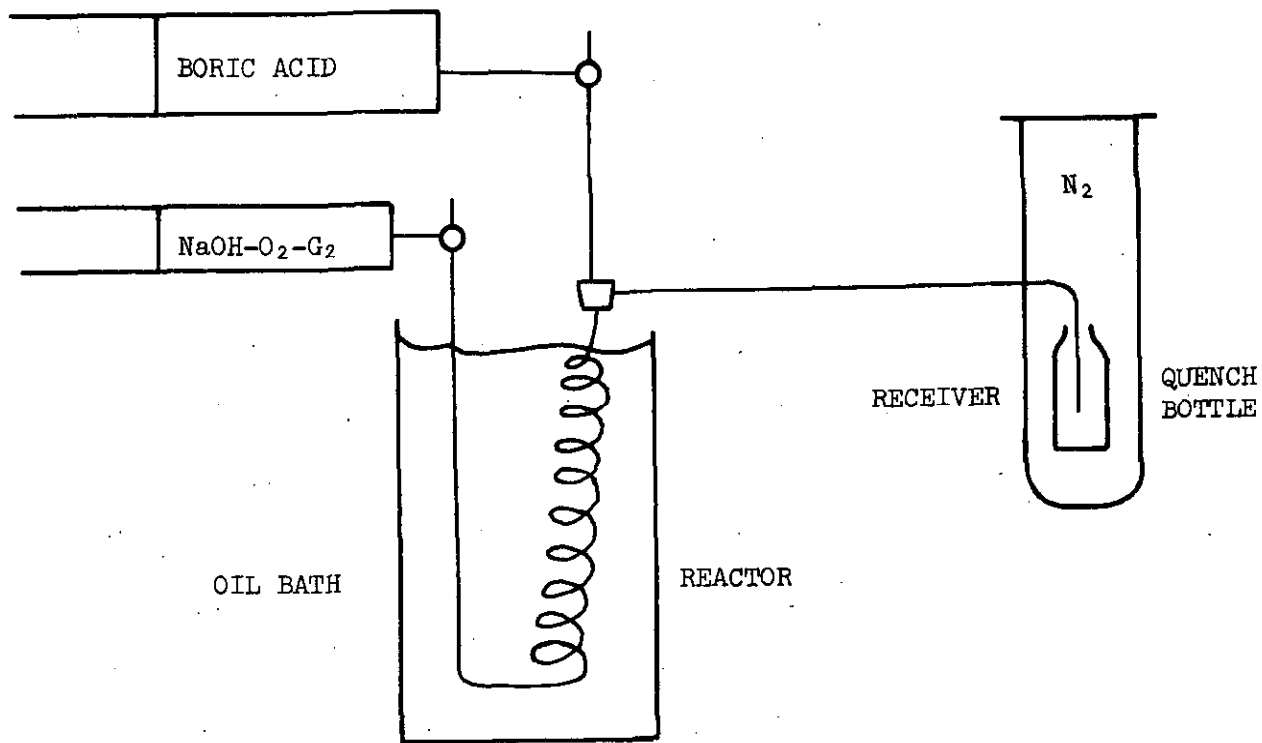 BORIC ACID
N₂
NaOH-O₂-G₂
RECEIVER
QUENCH
BOTTLE
OIL BATH
REACTOR